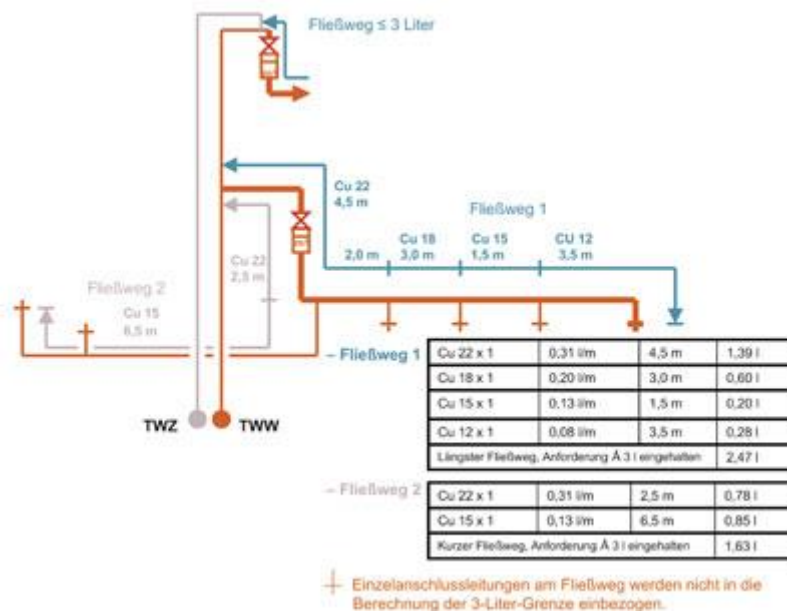 Fließweg ≤ 3 Liter
Cu 22
4,5 m
Fließweg 1
2,0 m
Cu 18
3,0 m
Cu 15
1,5 m
CU 12
3,5 m
Cu 22
2,5 m
Fließweg 2
Cu 15
6,5 m
TWZ TWW
– Fließweg 1
Cu 22 x 1 0,31 l/m 4,5 m 1,39 l
Cu 18 x 1 0,20 l/m 3,0 m 0,60 l
Cu 15 x 1 0,13 l/m 1,5 m 0,20 l
Cu 12 x 1 0,08 l/m 3,5 m 0,28 l
Längster Fließweg, Anforderung Å 3 l eingehalten 2,47 l
– Fließweg 2
Cu 22 x 1 0,31 l/m 2,5 m 0,78 l
Cu 15 x 1 0,13 l/m 6,5 m 0,85 l
Kurzer Fließweg, Anforderung Å 3 l eingehalten 1,63 l
Einzelanschlussleitungen am Fließweg werden nicht in die
Berechnung der 3-Liter-Grenze einbezogen.